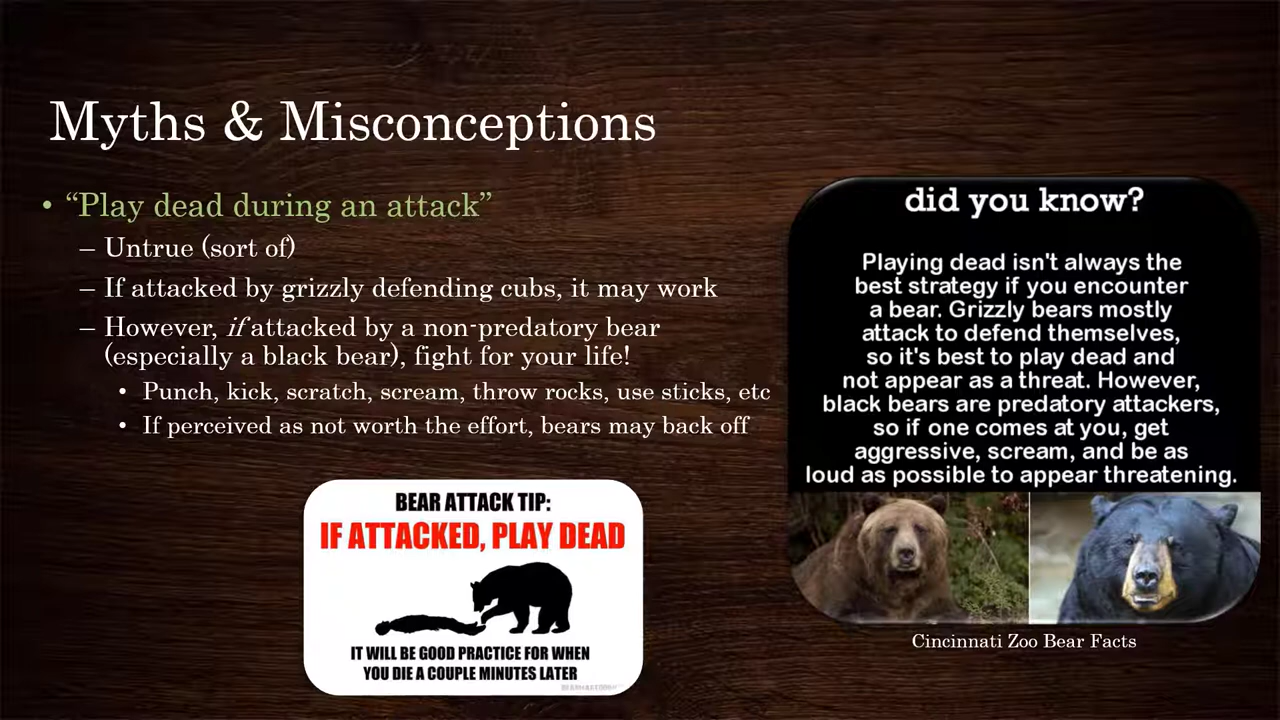 Myths & Misconceptions
• “Play dead during an attack”
– Untrue (sort of)
– If attacked by grizzly defending cubs, it may work
– However, if attacked by a non-predatory bear
(especially a black bear), fight for your life!
• Punch, kick, scratch, scream, throw rocks, use sticks, etc
• If perceived as not worth the effort, bears may back off
BEAR ATTACK TIP:
IF ATTACKED, PLAY DEAD
IT WILL BE GOOD PRACTICE FOR WHEN
YOU DIE A COUPLE MINUTES LATER
did you know?
Playing dead isn't always the
best strategy if you encounter
a bear. Grizzly bears mostly
attack to defend themselves,
so it's best to play dead and
not appear as a threat. However,
black bears are predatory attackers,
so if one comes at you, get
aggressive, scream, and be as
loud as possible to appear threatening.
Cincinnati Zoo Bear Facts